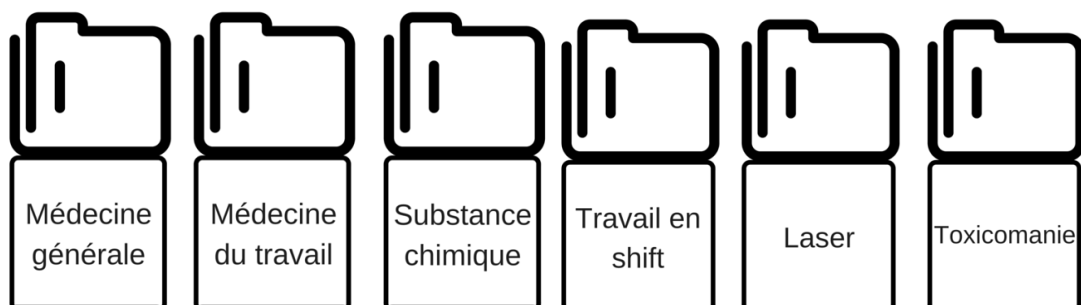 Médecine
générale
Médecine
du travail
Substance
chimique
Travail en
shift
Laser
Toxicomanie